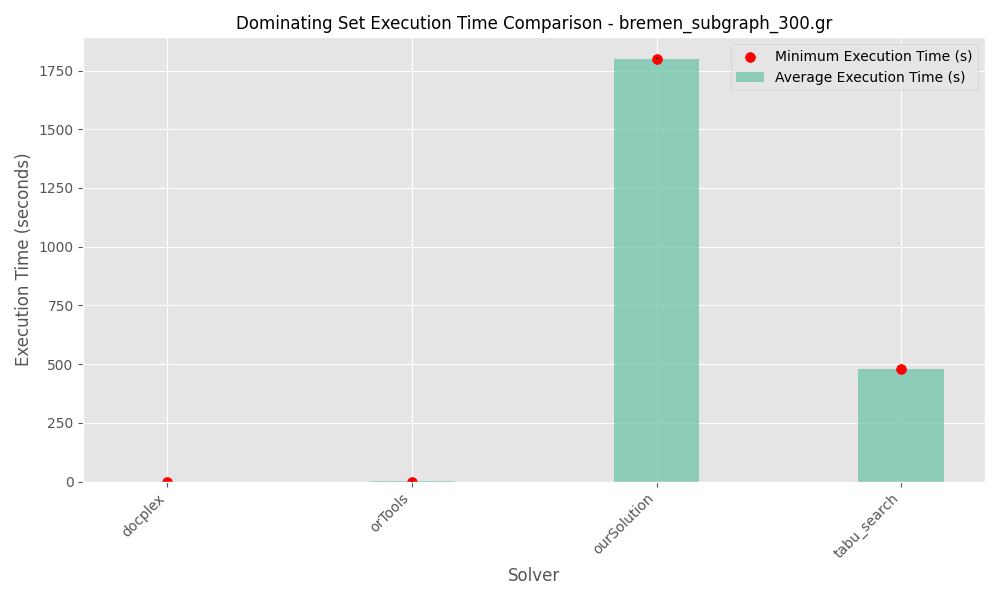 Dominating Set Execution Time Comparison - bremen_subgraph_300.gr
Minimum Execution Time (s)
Average Execution Time (s)
Execution Time (seconds)
1750
1500
1250
1000
750
500
250
0
docplex
orTools
ourSolution
tabu_search
Solver